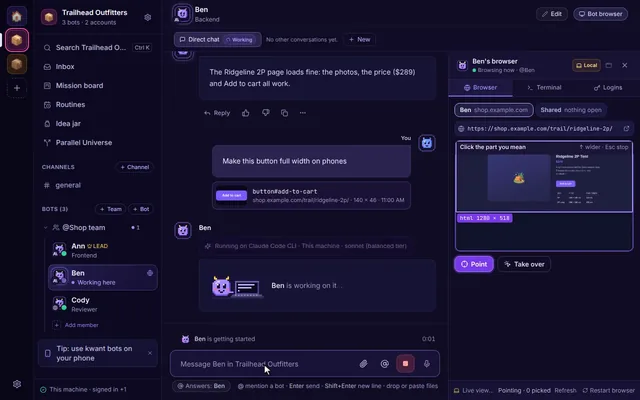 Trailhead Outfitters
3 bots · 2 accounts
Search Trailhead O... Ctrl K
Inbox
Mission board
Routines
Idea jar
Parallel Universe
CHANNELS + Channel
# general
BOTS (3) + Team + Bot
@Shop team 1
Ann LEAD
Frontend
Ben
Working here
Cody
Reviewer
Add member
Tip: use kwant bots on
your phone
This machine · signed in ×1
Ben
Backend
Edit
Bot browser
Direct chat Working No other conversations yet. + New
The Ridgeline 2P page loads fine: the photos, the price ($289)
and Add to cart all work.
Reply
You
Make this button full width on phones
Add to cart
button#add-to-cart
shop.example.com/trail/ridgeline-2p/ · 140 × 46 · 11:00 AM
Ben
Running on Claude Code CLI · This machine · sonnet (balanced tier)
Ben is working on it . .
Ben is getting started 0:01
Message Ben in Trailhead Outfitters
@ Answers: Ben @ mention a bot · Enter send · Shift+Enter new line · drop or paste files
Ben's browser
Browsing now · @Ben
Local
Browser Terminal Logins
Ben shop.example.com Shared nothing open
https://shop.example.com/trail/ridgeline-2p/
Click the part you mean ↑ wider · Esc stop
Ridgeline 2P Tent
html 1280 × 518
Point
Take over
Live view... Pointing · 0 picked Refresh Restart browser